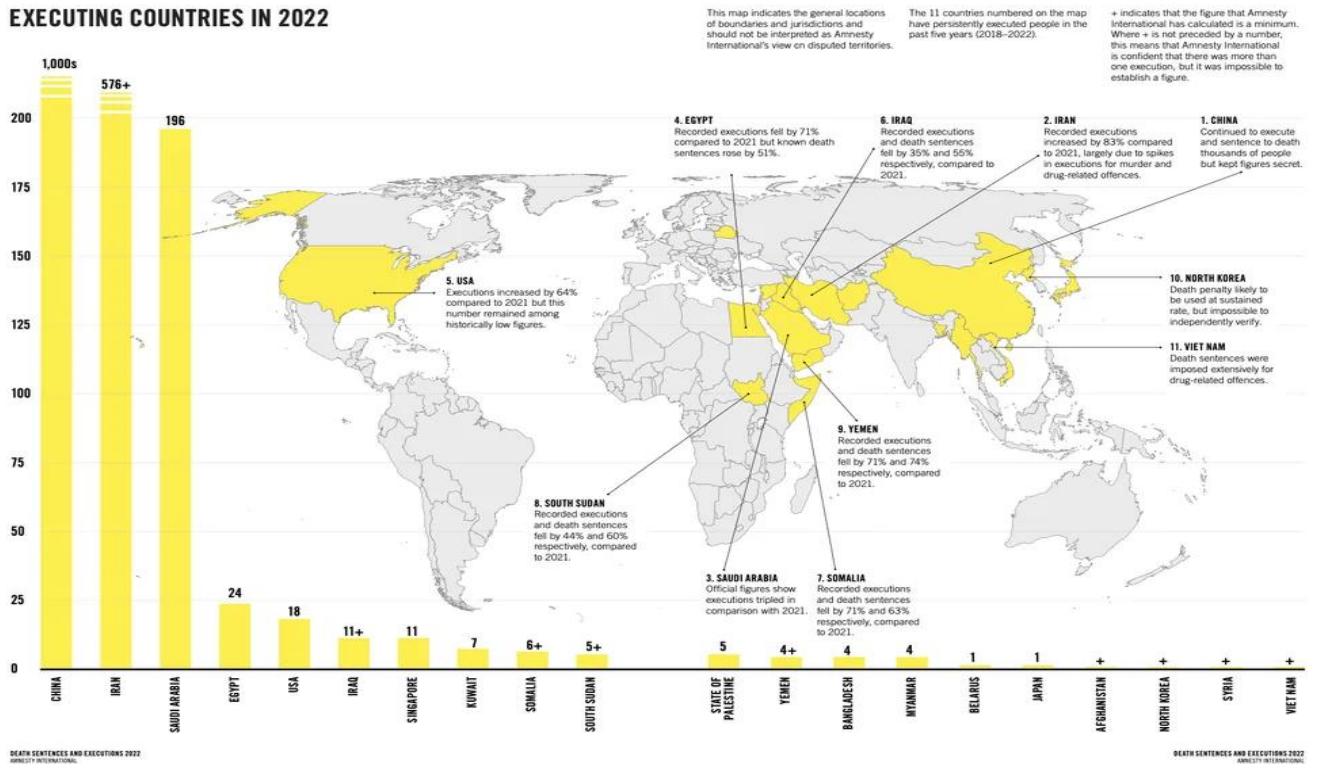 EXECUTING COUNTRIES IN 2022
This map indicates the general locations
of boundaries and jurisdictions and
should not be interpreted as Amnesty
International's view cn disputed territories.
The 11 countries numbered on the map
have persistently executed people in the
past five years (2018–2022).
+ indicates that the figure that Amnesty
International has calculated is a minimum.
Where + is not preceded by a number,
this means that Amnesty International
is confident that there was more than
one execution, but it was impossible to
establish a figure.
1,000s
576+
196
24
18
11+
11
7
6+
5+
5
4+
4
4
1
1
+
+
+
+
200
175
150
125
100
75
50
25
0
4. EGYPT
Recorded executions fell by 71%
compared to 2021 but known death
sentences rose by 51%.
6. IRAQ
Recorded executions
and death sentences
fell by 35% and 55%
respectively, compared to
2021.
2. IRAN
Recorded executions
increased by 83% compared
to 2021, largely due to spikes
in executions for murder and
drug-related offences.
1. CHINA
Continued to execute
and sentence to death
thousands of people
but kept figures secret.
5. USA
Executions increased by 64%
compared to 2021 but this
number remained among
historically low figures.
10. NORTH KOREA
Death penalty likely to
be used at sustained
rate, but impossible to
independently verify.
11. VIET NAM
Death sentences were
imposed extensively for
drug-related offences.
9. YEMEN
Recorded executions
and death sentences
fell by 71% and 74%
respectively, compared
to 2021.
8. SOUTH SUDAN
Recorded executions
and death sentences
fell by 44% and 60%
respectively, compared
to 2021.
3. SAUDI ARABIA
Official figures show
executions tripled in
comparison with 2021.
7. SOMALIA
Recorded executions
and death sentences
fell by 71% and 63%
respectively, compared
to 2021.
CHINA
IRAN
SAUDI ARABIA
EGYPT
USA
IRAQ
SINGAPORE
KUWAIT
SOMALIA
SOUTH SUDAN
STATE OF
PALESTINE
YEMEN
BANGLADESH
MYANMAR
BELARUS
JAPAN
AFGHANISTAN
NORTH KOREA
SYRIA
VIET NAM
DEATH SENTENCES AND EXECUTIONS 2022
AMNESTY INTERNATIONAL
DEATH SENTENCES AND EXECUTIONS 2022
AMNESTY INTERNATIONAL